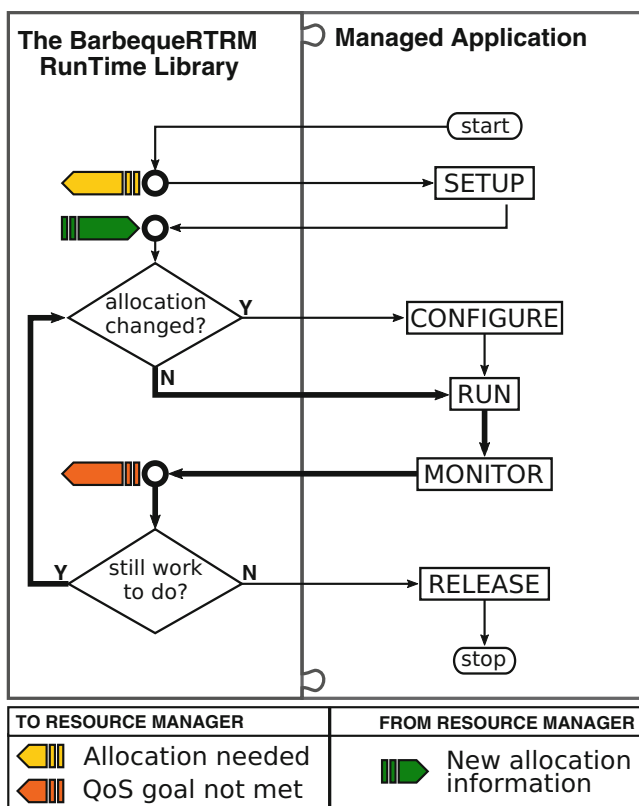 The BarbequeRTRM
RunTime Library
Managed Application
start
SETUP
allocation
changed?
Y
CONFIGURE
N
RUN
MONITOR
still work
to do?
Y
N
RELEASE
stop
TO RESOURCE MANAGER
Allocation needed
QoS goal not met
FROM RESOURCE MANAGER
New allocation
information